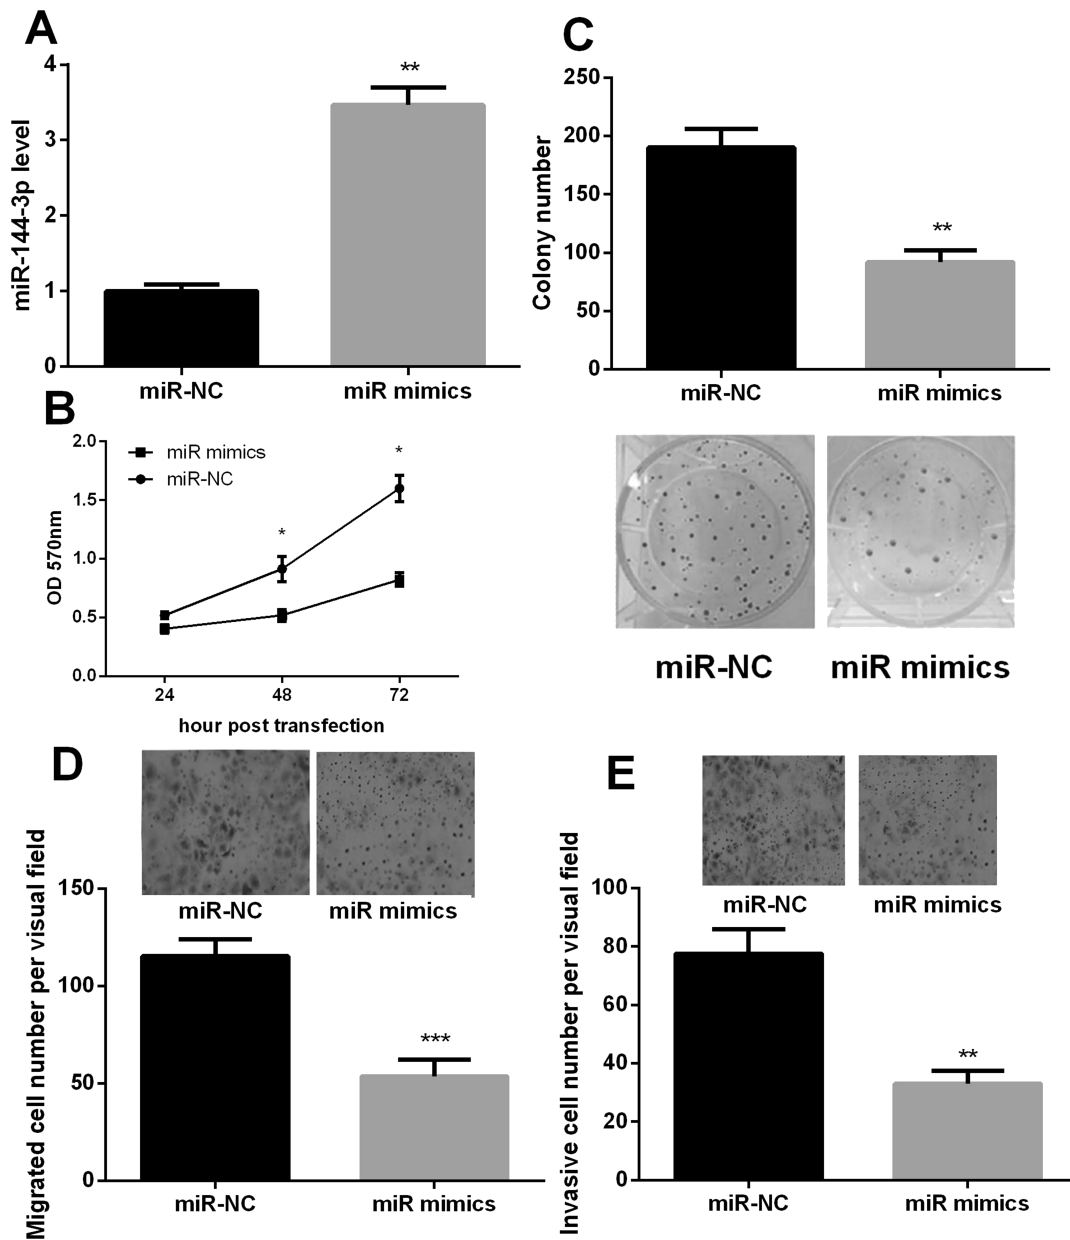 A
miR-144-3p level
4
3
2
1
0
**
miR-NC
miR mimics
B
OD 570nm
2.0
1.5
1.0
0.5
0.0
miR mimics
miR-NC
*
*
24
48
72
hour post transfection
C
Colony number
250
200
150
100
50
0
**
miR-NC
miR mimics
miR-NC
miR mimics
D
miR-NC
miR mimics
Migrated cell number per visual field
150
100
50
0
***
miR-NC
miR mimics
E
miR-NC
miR mimics
Invasive cell number per visual field
100
80
60
40
20
0
**
miR-NC
miR mimics